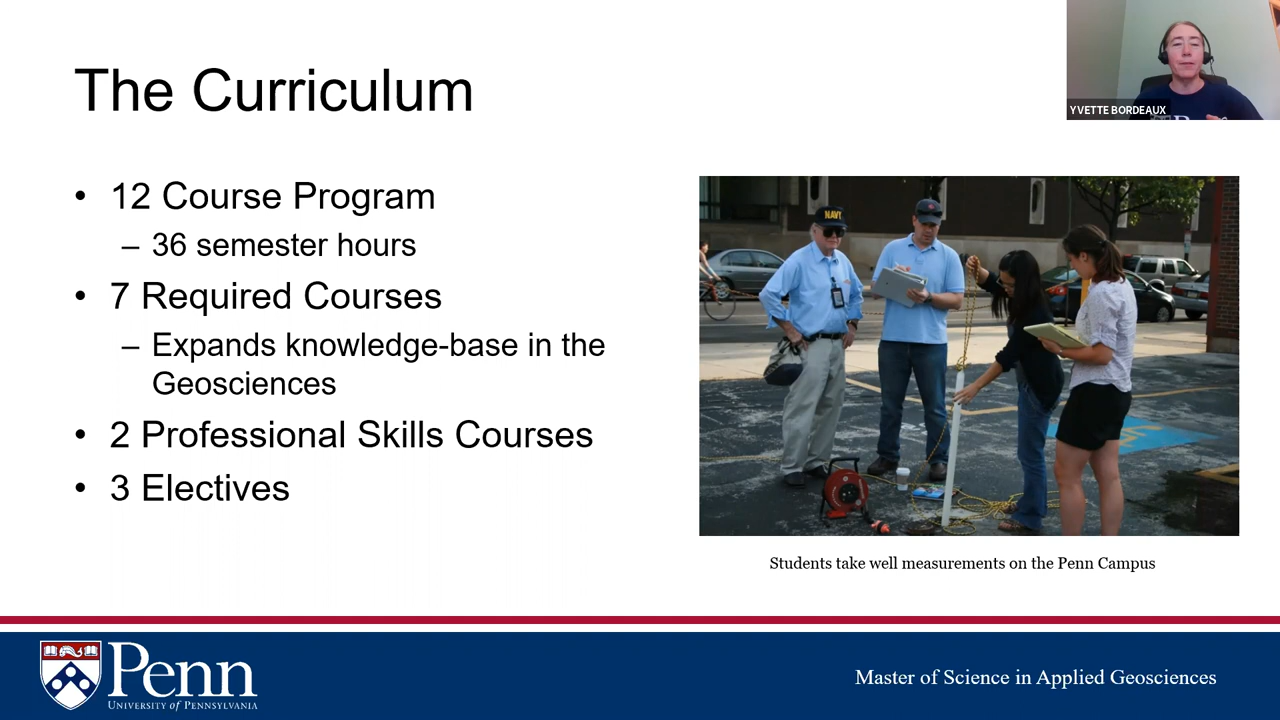 The Curriculum
YVETTE BORDEAUX
• 12 Course Program
– 36 semester hours
• 7 Required Courses
– Expands knowledge-base in the
Geosciences
• 2 Professional Skills Courses
• 3 Electives
NAVY
Students take well measurements on the Penn Campus
Penn
UNIVERSITY of PENNSYLVANIA
Master of Science in Applied Geosciences